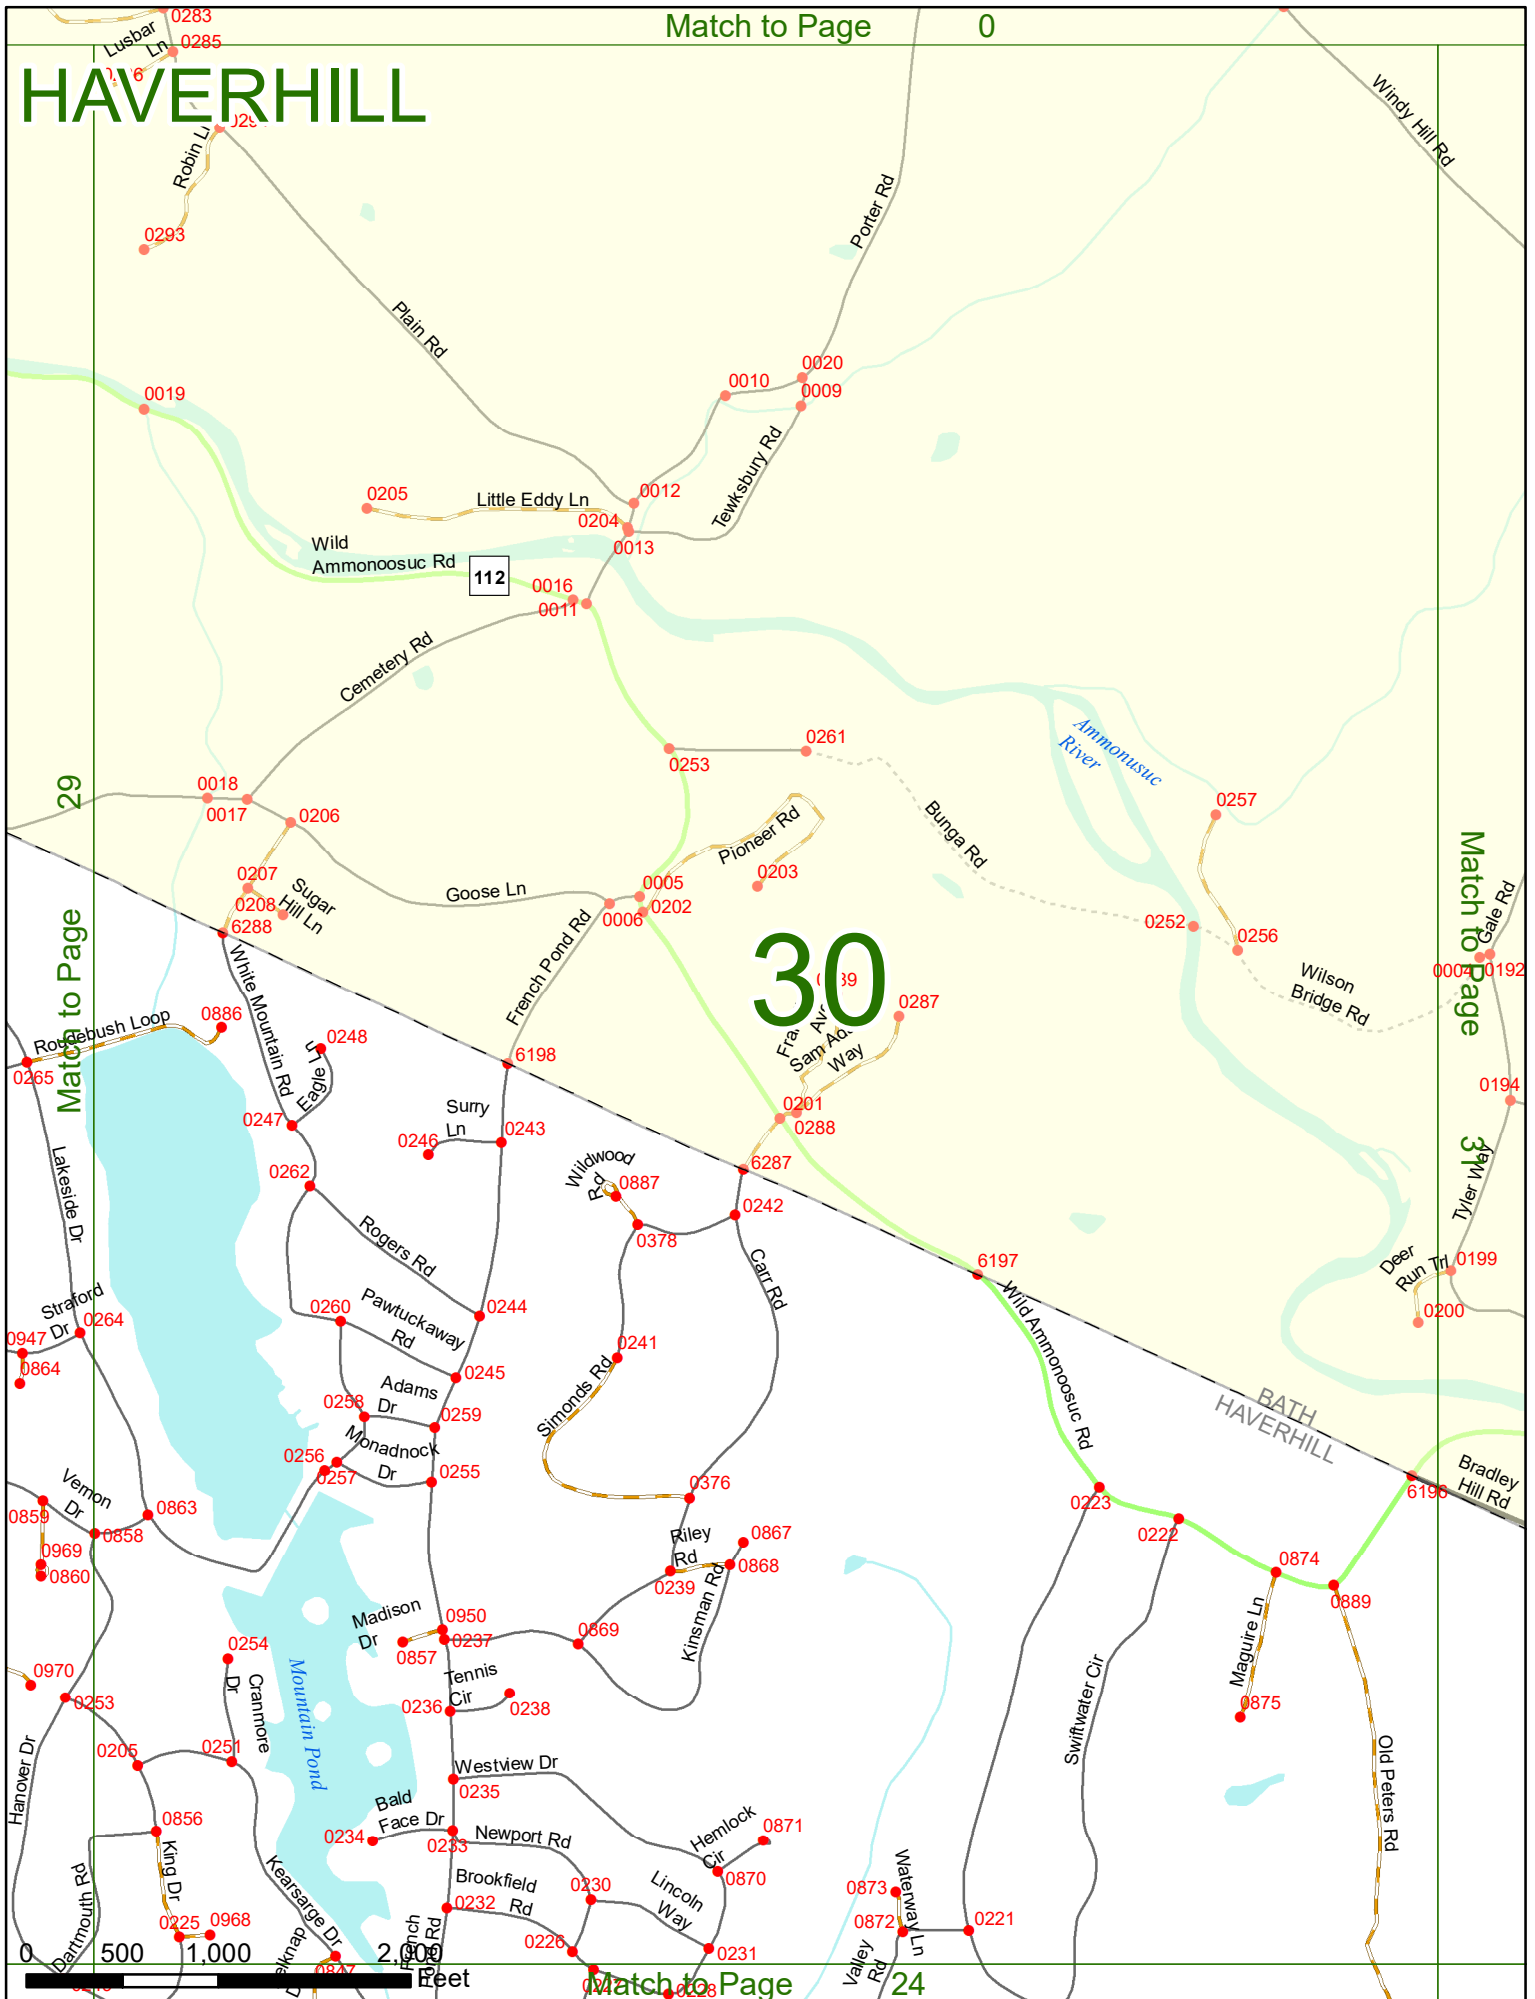 0283
Match to Page 0
Lusbar
Ln
0285
HAVERHILL
Windy Hill Rd
Robin
0293
Porter Rd
Plain Rd
0020
0010
0009
0019
Tewksbury Rd
0205
Little Eddy Ln
0012
0204
0013
Wild
Ammonoosuc Rd
112
0016
0011
Cemetery Rd
Ammonusuc
River
0261
0253
29
0018
0017
0206
0257
Bunga Rd
Pioneer Rd
Match to Page
0207
Sugar
Hill Ln
0208
Goose Ln
0005
0203
0006
0202
6288
0252
0256
Gale Rd
0004
0192
30
Wilson
Bridge Rd
White Mountain Rd
French Pond Rd
Match to Page
0287
Sam
Way
Roudebush Loop
0886
0248
Eagle Ln
0265
6198
0194
0201
0288
Surry
Ln
0247
0246
0243
31
Tyler Way
Lakeside Dr
Wildwood
Rd
6287
0262
0887
0242
0378
Rogers Rd
Carr Rd
6197
Deer
Run Trl
0199
0200
Straford
Dr
0264
0260
Pawtuckaway
Rd
0244
Wild Ammonoosuc Rd
0947
0864
0241
0245
Simonds Rd
Adams
Dr
0258
0259
BATH
HAVERHILL
Monadnock
Dr
0256
0257
0255
Bradley
Hill Rd
6196
Vernon
Dr
0859
0863
0858
0376
0223
0222
Riley
Rd
0867
0868
0969
0860
0239
0874
0889
Kinsman Rd
Madison
Dr
0950
0237
0857
0869
Maguire Ln
0254
Cranmore
Dr
Mountain Pond
0970
0253
Tennis
Cir
0236
0238
Swiftwater Cir
0875
Hanover Dr
0205
0251
Westview Dr
0235
Old Peters Rd
Bald
Face Dr
0234
0233
Newport Rd
Hemlock
Cir
0871
0870
0856
King Dr
Kearsarge Dr
Dartmouth Rd
Brookfield
Rd
0232
0230
Lincoln
Way
0873
Waterway Ln
0872
0221
0225
0968
0226
0231
Valley
Rd
0 500 1,000 2,000
Feet
0847
Match to Page 24
0228